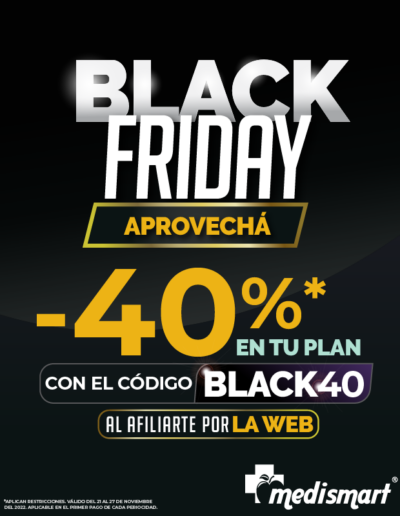 BLACK
FRIDAY
APROVECHÁ
-40%*
EN TU PLAN
CON EL CÓDIGO BLACK40
AL AFILIARTE POR LA WEB
medismart®
*APLICAN RESTRICCIONES. VÁLIDO DEL 21 AL 27 DE NOVIEMBRE
DEL 2022. APLICABLE EN EL PRIMER PAGO DE CADA PERIOCIDAD.